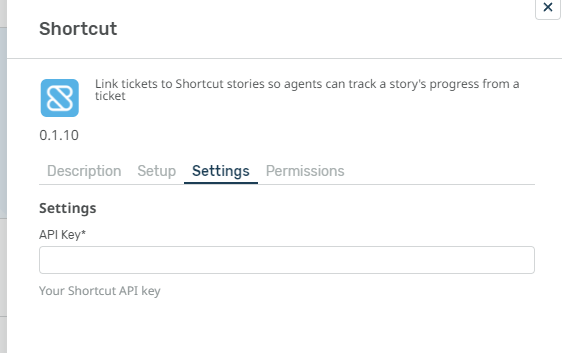 Shortcut
Link tickets to Shortcut stories so agents can track a story's progress from a
ticket
0.1.10
Description Setup Settings Permissions
Settings
API Key*
Your Shortcut API key